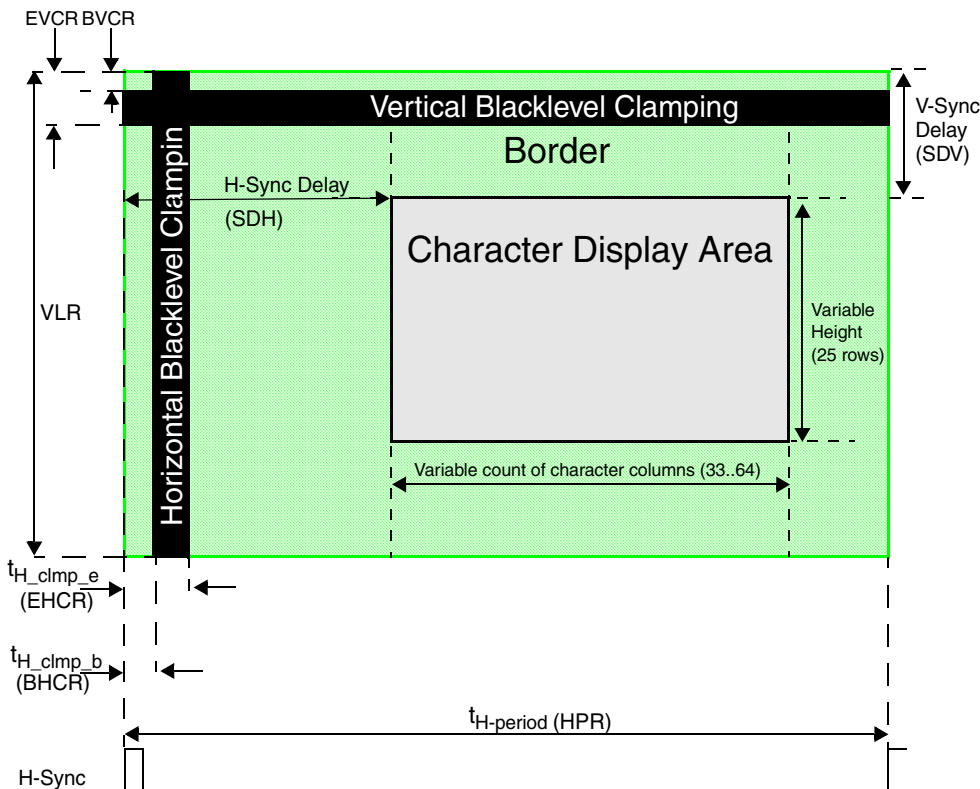 EVCR BVCR
Vertical Blacklevel Clamping
V-Sync
Delay
(SDV)
Border
H-Sync Delay
(SDH)
Horizontal Blacklevel Clampin
Character Display Area
VLR
Variable
Height
(25 rows)
Variable count of character columns (33..64)
tH_clmp_e
(EHCR)
tH_clmp_b
(BHCR)
tH-period (HPR)
H-Sync